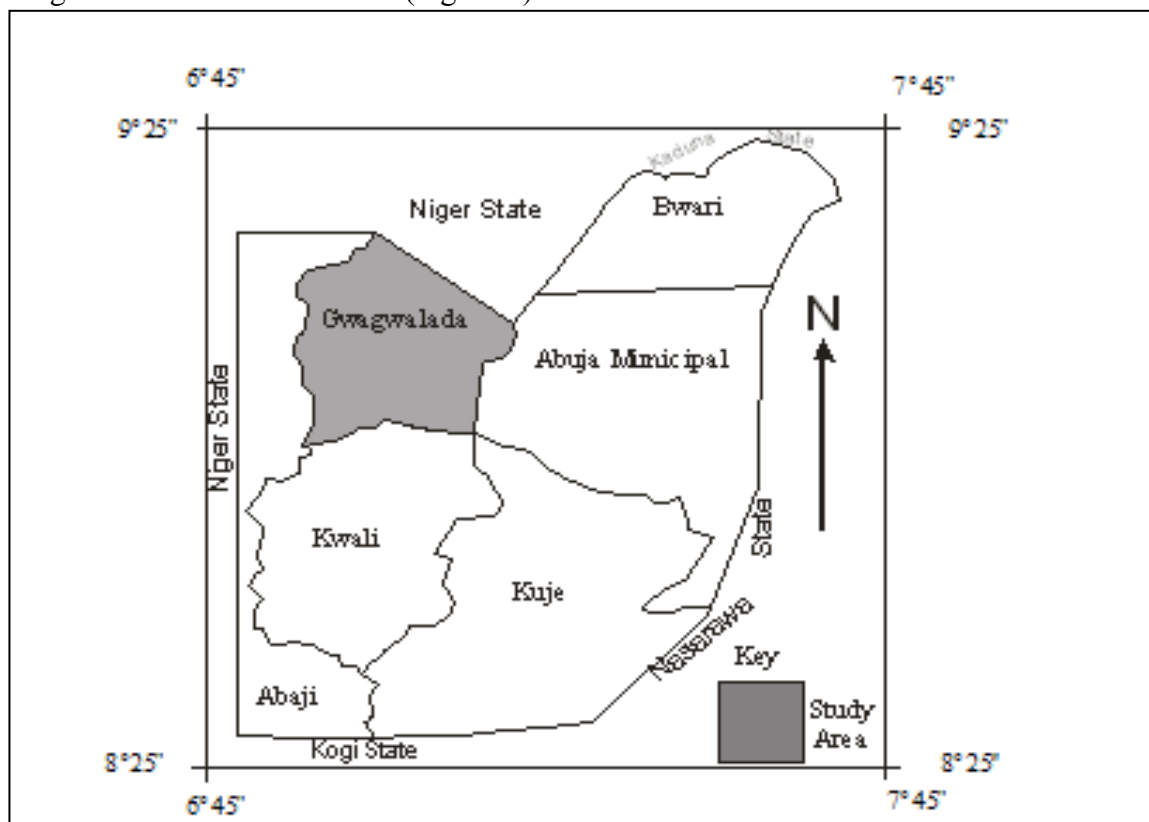 6°45"
7°45"
9°25"
9°25"
Kaduna State
Niger State
Bwari
Gwagwalada
N
Abuja Municipal
Niger State
State
Kwali
Kuje
Nasarawa
Key
Abaji
Study
Area
Kogi State
8°25"
8°25"
6°45"
7°45"